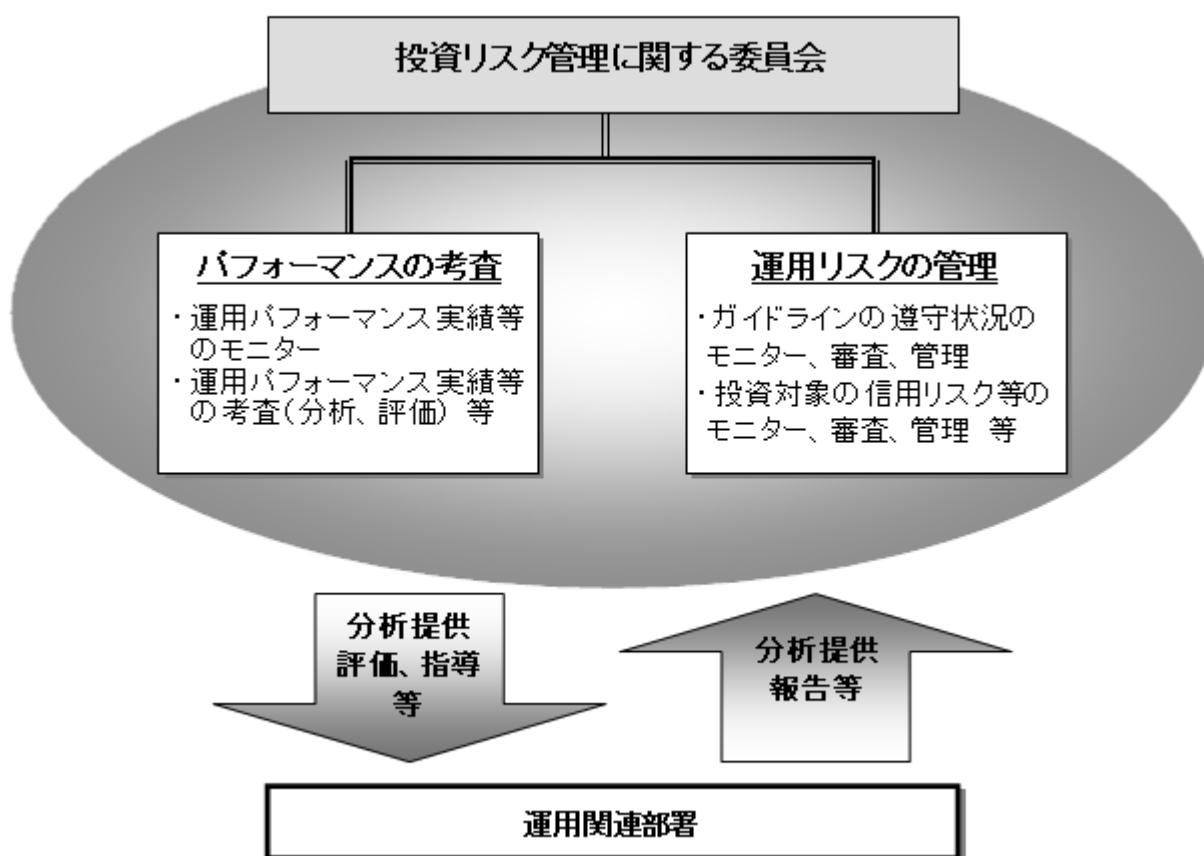 投資リスク管理に関する委員会
パフォーマンスの考査
・運用パフォーマンス実績等
のモニター
・運用パフォーマンス実績等
の考査(分析、評価) 等
運用リスクの管理
・ガイドラインの遵守状況の
モニター、審査、管理
・投資対象の信用リスク等の
モニター、審査、管理 等
分析提供
評価、指導
等
分析提供
報告等
運用関連部署